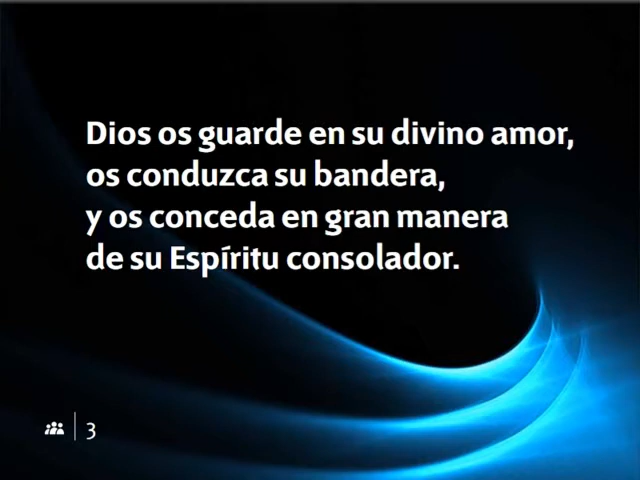 Dios os guarde en su divino amor,
os conduzca su bandera,
y os conceda en gran manera
de su Espíritu consolador.
3